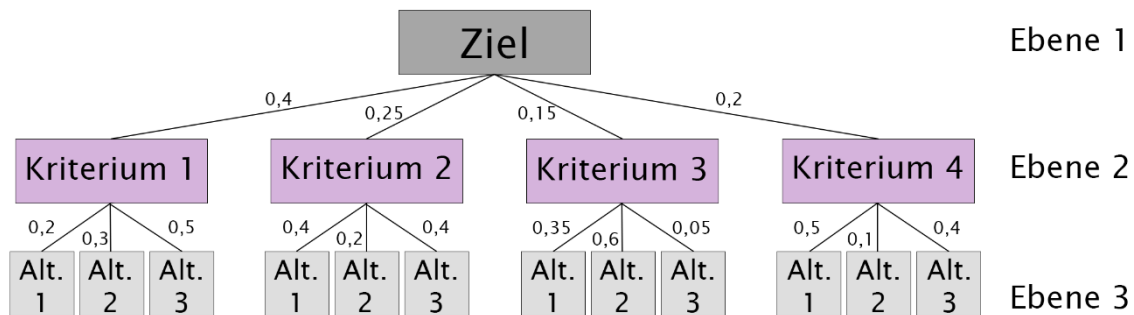 Ziel
Ebene 1
0,4
0,25
0,15
0,2
Kriterium 1
Kriterium 2
Kriterium 3
Kriterium 4
Ebene 2
0,2
0,3
0,5
0,4
0,2
0,4
0,35
0,6
0,05
0,5
0,1
0,4
Alt.
1
Alt.
2
Alt.
3
Alt.
1
Alt.
2
Alt.
3
Alt.
1
Alt.
2
Alt.
3
Alt.
1
Alt.
2
Alt.
3
Ebene 3